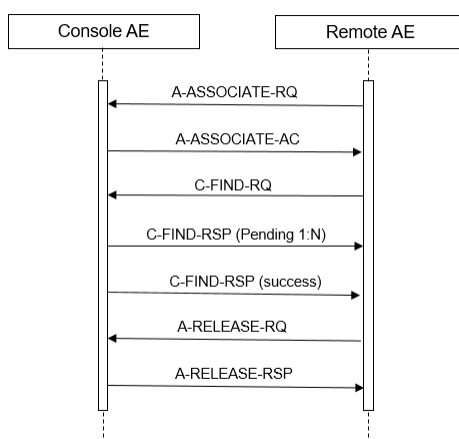 Console AE
Remote AE
A-ASSOCIATE-RQ
A-ASSOCIATE-AC
C-FIND-RQ
C-FIND-RSP (Pending 1:N)
C-FIND-RSP (success)
A-RELEASE-RQ
A-RELEASE-RSP